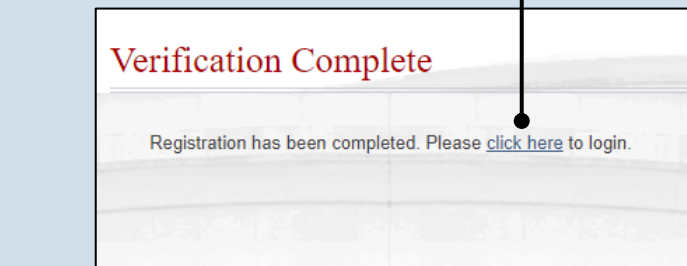 Verification Complete
Registration has been completed. Please click here to login.